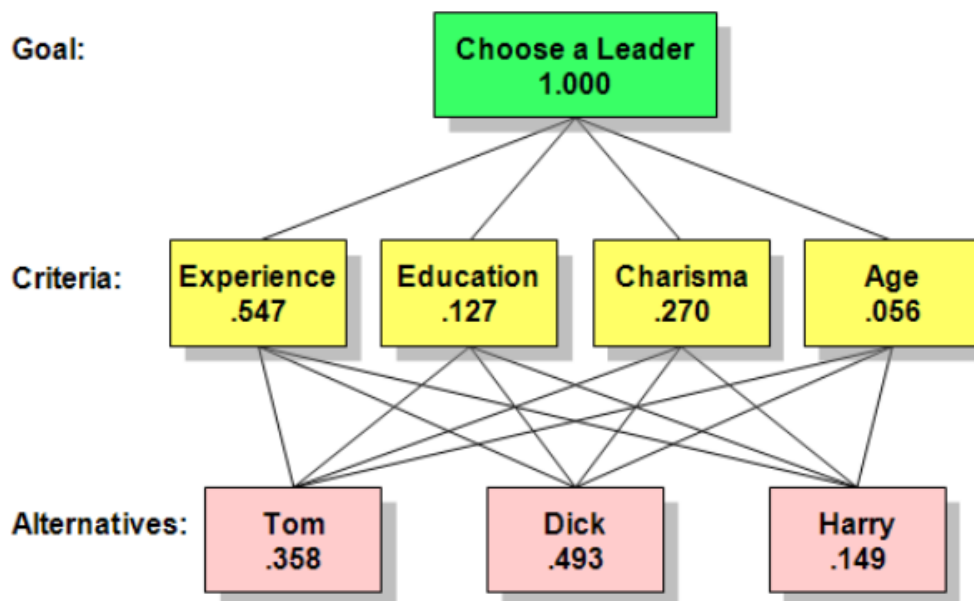 Goal:
Choose a Leader
1.000
Criteria:
Experience
.547
Education
.127
Charisma
.270
Age
.056
Alternatives:
Tom
.358
Dick
.493
Harry
.149